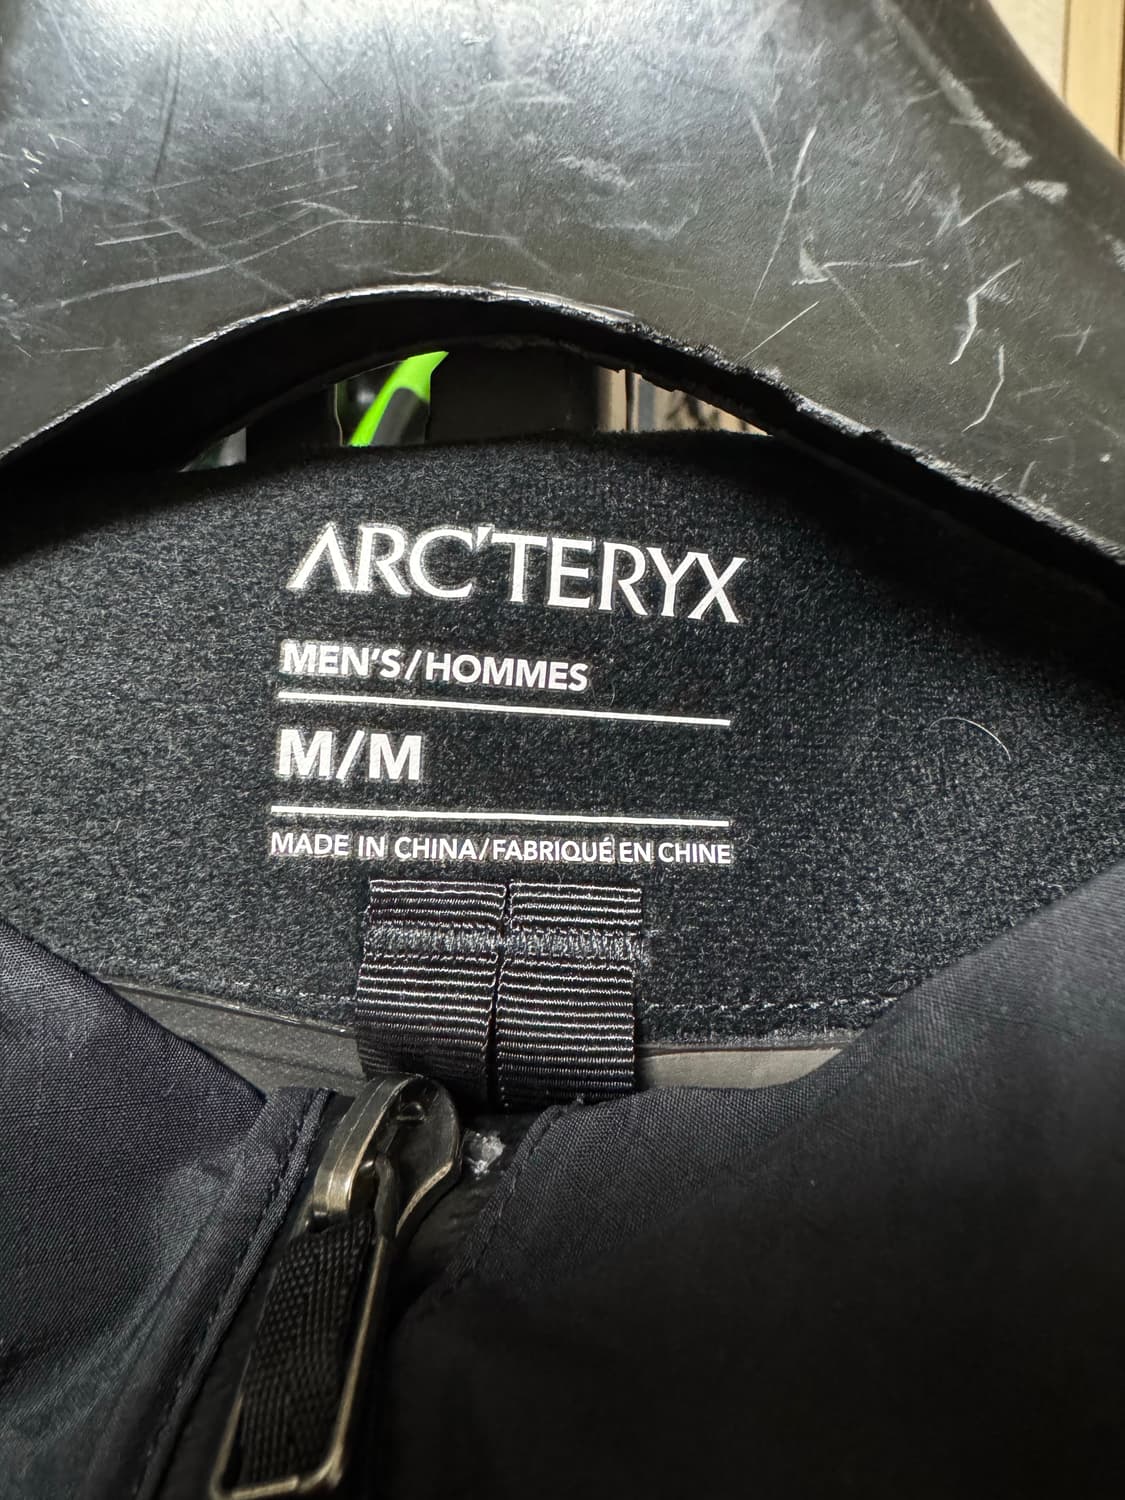 ARC'TERYX
MEN'S/HOMMES
M/M
MADE IN CHINA/FABRIQUÉ EN CHINE